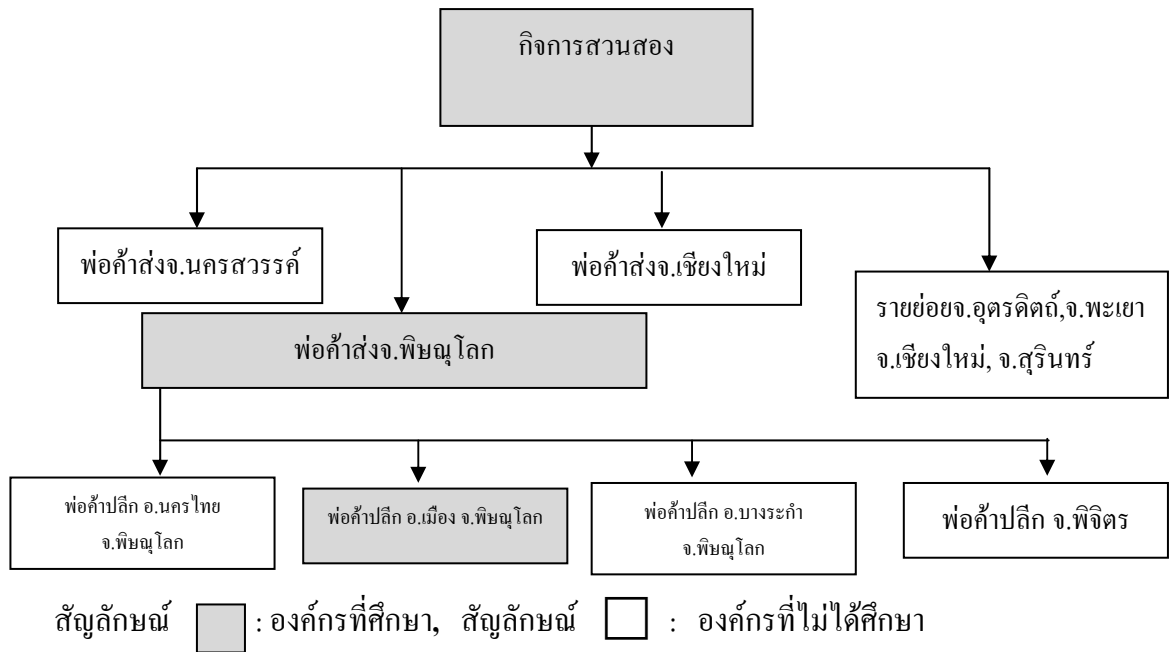 กิจการสวนสอง
พ่อค้าส่งจ.นครสวรรค์
พ่อค้าส่งจ.เชียงใหม่
รายย่อยจ.อุตรดิตถ์,จ.พะเยา
จ.เชียงใหม่, จ.สุรินทร์
พ่อค้าส่งจ.พิษณุโลก
พ่อค้าปลีก อ.นครไทย
จ.พิษณุโลก
พ่อค้าปลีก อ.เมือง จ.พิษณุโลก
พ่อค้าปลีก อ.บางระกำ
จ.พิษณุโลก
พ่อค้าปลีก จ.พิจิตร
สัญลักษณ์ : องค์กรที่ศึกษา, สัญลักษณ์ : องค์กรที่ไม่ได้ศึกษา